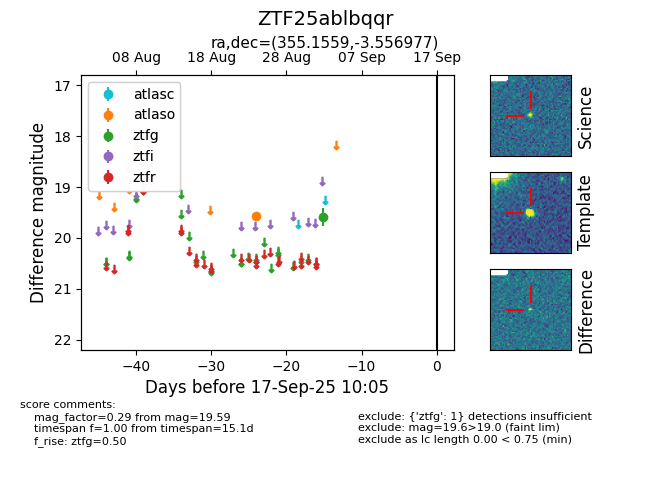 ZTF25ablbqqr
ra,dec=(355.1559,-3.556977)
08 Aug 18 Aug 28 Aug 07 Sep 17 Sep
17
18
19
20
21
22
Difference magnitude
atlasc
atlaso
ztfg
ztfi
ztfr
−40 −30 −20 −10 0
Days before 17-Sep-25 10:05
Science
Template
Difference
score comments:
mag_factor=0.29 from mag=19.59
timespan f=1.00 from timespan=15.1d
f_rise: ztfg=0.50
exclude: {'ztfg': 1} detections insufficient
exclude: mag=19.6>19.0 (faint lim)
exclude as lc length 0.00 < 0.75 (min)